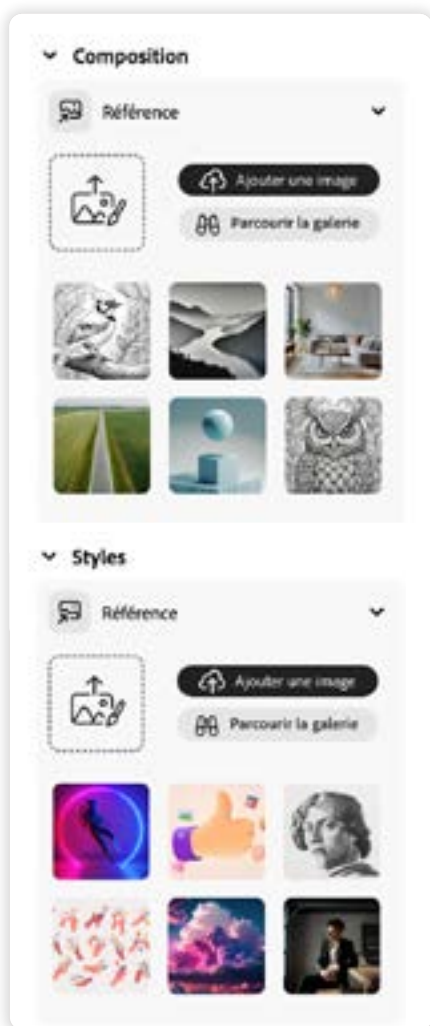 Composition
Référence
Ajouter une image
Parcourir la galerie
Styles
Référence
Ajouter une image
Parcourir la galerie